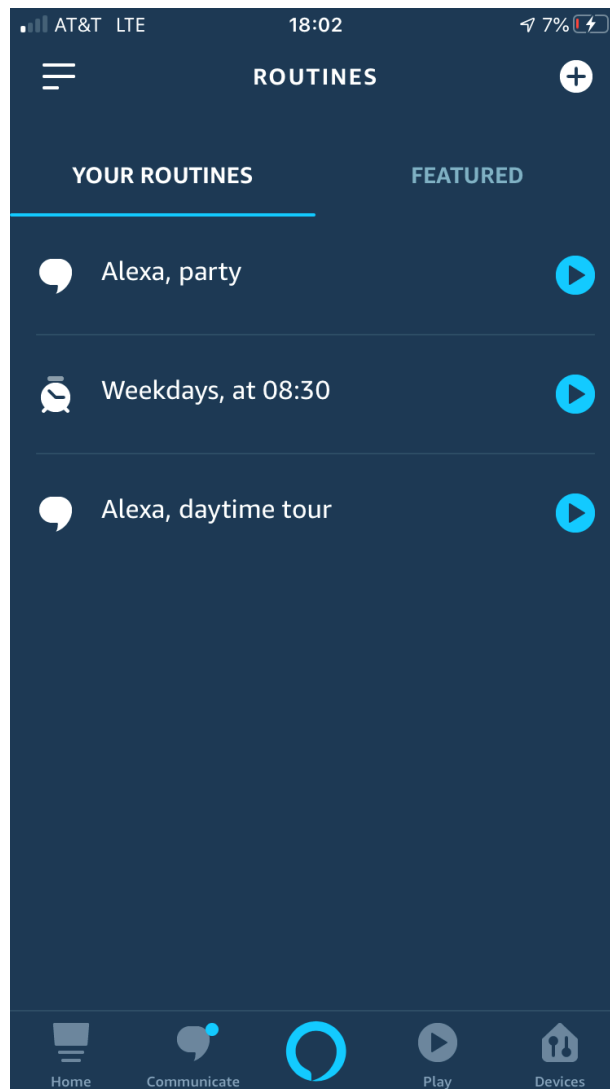 AT&T LTE 18:02 7%
ROUTINES
YOUR ROUTINES FEATURED
Alexa, party
Weekdays, at 08:30
Alexa, daytime tour
Home Communicate Play Devices